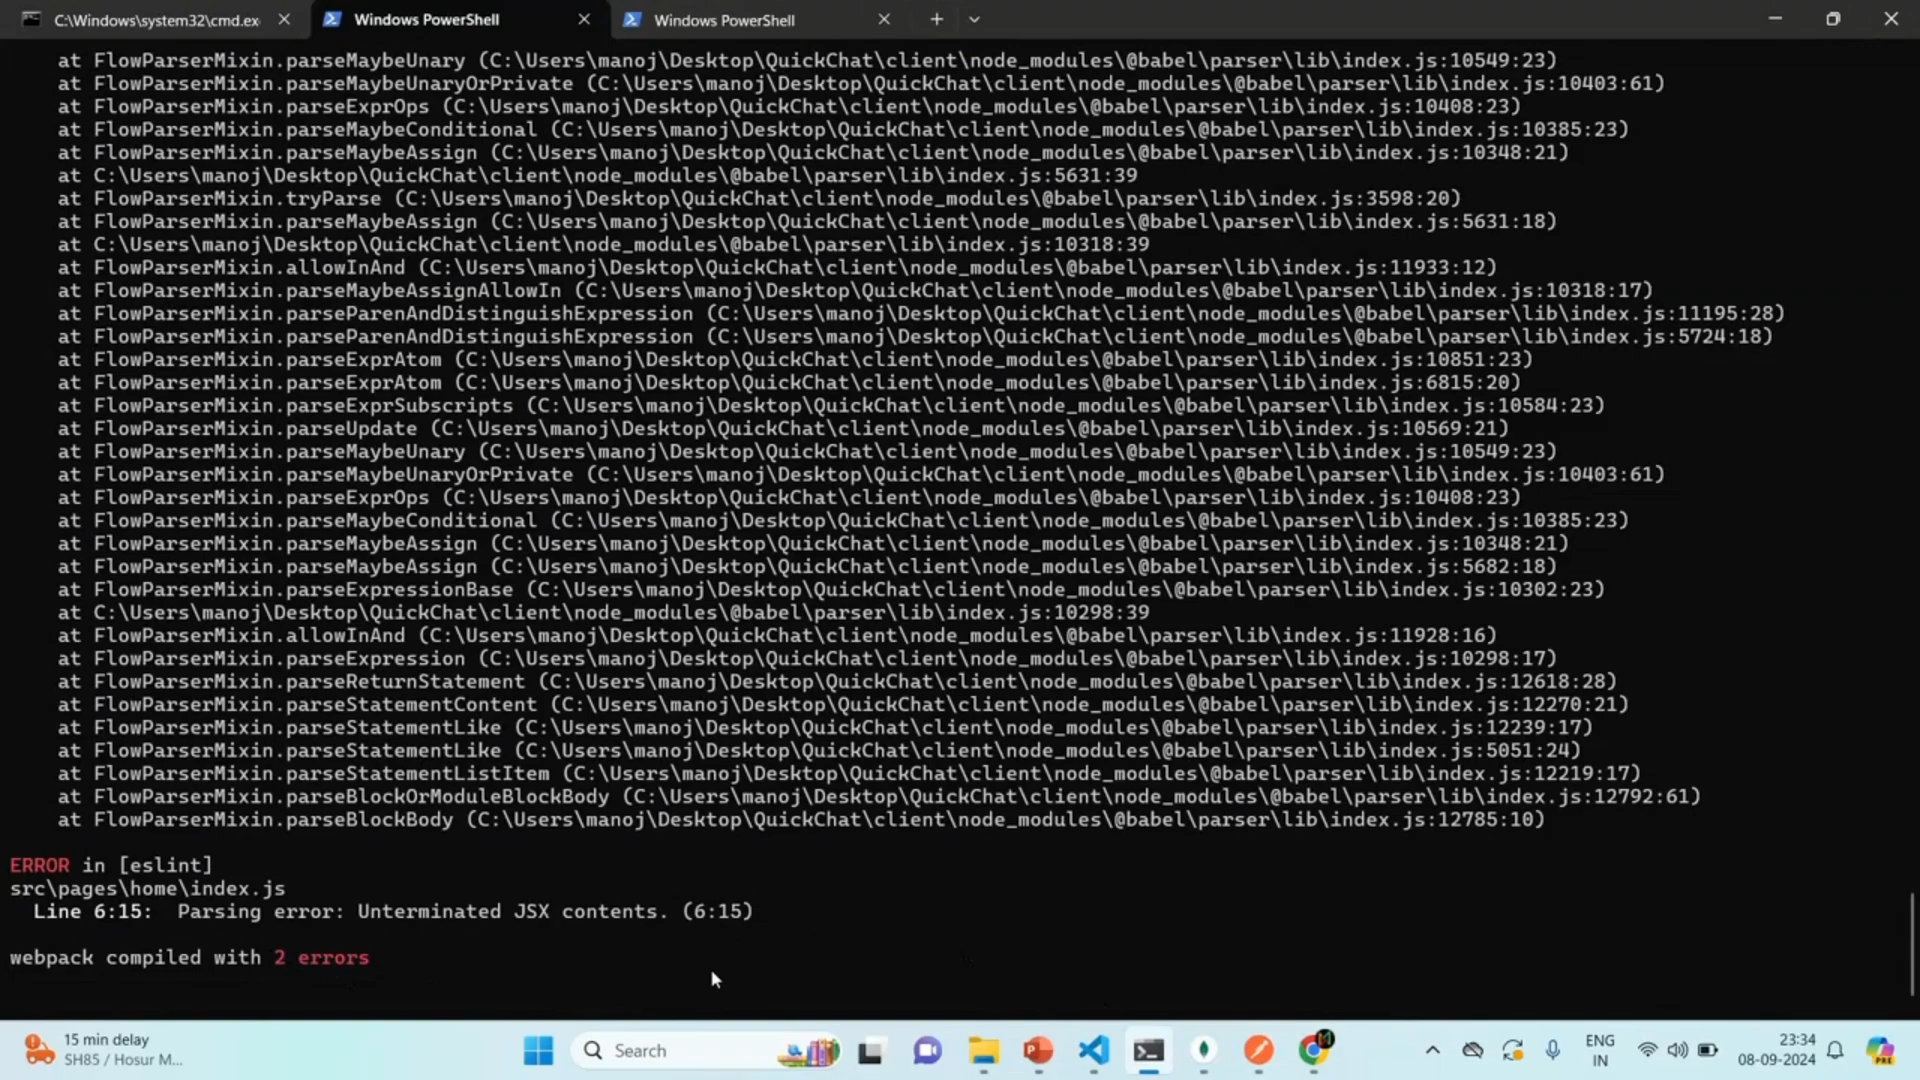 C:\Windows\system32\cmd.ex
Windows PowerShell
Windows PowerShell
at FlowParserMixin.parseMaybeUnary (C:\Users\manoj\Desktop\QuickChat\client\node_modules\@babel\parser\lib\index.js:10549:23)
at FlowParserMixin.parseMaybeUnaryOrPrivate (C:\Users\manoj\Desktop\QuickChat\client\node_modules\@babel\parser\lib\index.js:10403:61)
at FlowParserMixin.parseExprOps (C:\Users\manoj\Desktop\QuickChat\client\node_modules\@babel\parser\lib\index.js:10408:23)
at FlowParserMixin.parseMaybeConditional (C:\Users\manoj\Desktop\QuickChat\client\node_modules\@babel\parser\lib\index.js:10385:23)
at FlowParserMixin.parseMaybeAssign (C:\Users\manoj\Desktop\QuickChat\client\node_modules\@babel\parser\lib\index.js:10348:21)
at C:\Users\manoj\Desktop\QuickChat\client\node_modules\@babel\parser\lib\index.js:5631:39
at FlowParserMixin.tryParse (C:\Users\manoj\Desktop\QuickChat\client\node_modules\@babel\parser\lib\index.js:3598:20)
at FlowParserMixin.parseMaybeAssign (C:\Users\manoj\Desktop\QuickChat\client\node_modules\@babel\parser\lib\index.js:5631:18)
at C:\Users\manoj\Desktop\QuickChat\client\node_modules\@babel\parser\lib\index.js:10318:39
at FlowParserMixin.allowInAnd (C:\Users\manoj\Desktop\QuickChat\client\node_modules\@babel\parser\lib\index.js:11933:12)
at FlowParserMixin.parseMaybeAssignAllowIn (C:\Users\manoj\Desktop\QuickChat\client\node_modules\@babel\parser\lib\index.js:10318:17)
at FlowParserMixin.parseParenAndDistinguishExpression (C:\Users\manoj\Desktop\QuickChat\client\node_modules\@babel\parser\lib\index.js:11195:28)
at FlowParserMixin.parseParenAndDistinguishExpression (C:\Users\manoj\Desktop\QuickChat\client\node_modules\@babel\parser\lib\index.js:5724:18)
at FlowParserMixin.parseExprAtom (C:\Users\manoj\Desktop\QuickChat\client\node_modules\@babel\parser\lib\index.js:10851:23)
at FlowParserMixin.parseExprAtom (C:\Users\manoj\Desktop\QuickChat\client\node_modules\@babel\parser\lib\index.js:6815:20)
at FlowParserMixin.parseExprSubscripts (C:\Users\manoj\Desktop\QuickChat\client\node_modules\@babel\parser\lib\index.js:10584:23)
at FlowParserMixin.parseUpdate (C:\Users\manoj\Desktop\QuickChat\client\node_modules\@babel\parser\lib\index.js:10569:21)
at FlowParserMixin.parseMaybeUnary (C:\Users\manoj\Desktop\QuickChat\client\node_modules\@babel\parser\lib\index.js:10549:23)
at FlowParserMixin.parseMaybeUnaryOrPrivate (C:\Users\manoj\Desktop\QuickChat\client\node_modules\@babel\parser\lib\index.js:10403:61)
at FlowParserMixin.parseExprOps (C:\Users\manoj\Desktop\QuickChat\client\node_modules\@babel\parser\lib\index.js:10408:23)
at FlowParserMixin.parseMaybeConditional (C:\Users\manoj\Desktop\QuickChat\client\node_modules\@babel\parser\lib\index.js:10385:23)
at FlowParserMixin.parseMaybeAssign (C:\Users\manoj\Desktop\QuickChat\client\node_modules\@babel\parser\lib\index.js:10348:21)
at FlowParserMixin.parseMaybeAssign (C:\Users\manoj\Desktop\QuickChat\client\node_modules\@babel\parser\lib\index.js:5682:18)
at FlowParserMixin.parseExpressionBase (C:\Users\manoj\Desktop\QuickChat\client\node_modules\@babel\parser\lib\index.js:10302:23)
at C:\Users\manoj\Desktop\QuickChat\client\node_modules\@babel\parser\lib\index.js:10298:39
at FlowParserMixin.allowInAnd (C:\Users\manoj\Desktop\QuickChat\client\node_modules\@babel\parser\lib\index.js:11928:16)
at FlowParserMixin.parseExpression (C:\Users\manoj\Desktop\QuickChat\client\node_modules\@babel\parser\lib\index.js:10298:17)
at FlowParserMixin.parseReturnStatement (C:\Users\manoj\Desktop\QuickChat\client\node_modules\@babel\parser\lib\index.js:12618:28)
at FlowParserMixin.parseStatementContent (C:\Users\manoj\Desktop\QuickChat\client\node_modules\@babel\parser\lib\index.js:12270:21)
at FlowParserMixin.parseStatementLike (C:\Users\manoj\Desktop\QuickChat\client\node_modules\@babel\parser\lib\index.js:12239:17)
at FlowParserMixin.parseStatementLike (C:\Users\manoj\Desktop\QuickChat\client\node_modules\@babel\parser\lib\index.js:5051:24)
at FlowParserMixin.parseStatementListItem (C:\Users\manoj\Desktop\QuickChat\client\node_modules\@babel\parser\lib\index.js:12219:17)
at FlowParserMixin.parseBlockOrModuleBlockBody (C:\Users\manoj\Desktop\QuickChat\client\node_modules\@babel\parser\lib\index.js:12792:61)
at FlowParserMixin.parseBlockBody (C:\Users\manoj\Desktop\QuickChat\client\node_modules\@babel\parser\lib\index.js:12785:10)
ERROR in [eslint]
src\pages\home\index.js
Line 6:15:  Parsing error: Unterminated JSX contents. (6:15)
webpack compiled with 2 errors
15 min delay
SH85 / Hosur M...
Search
ENG
IN
23:34
08-09-2024
PRE